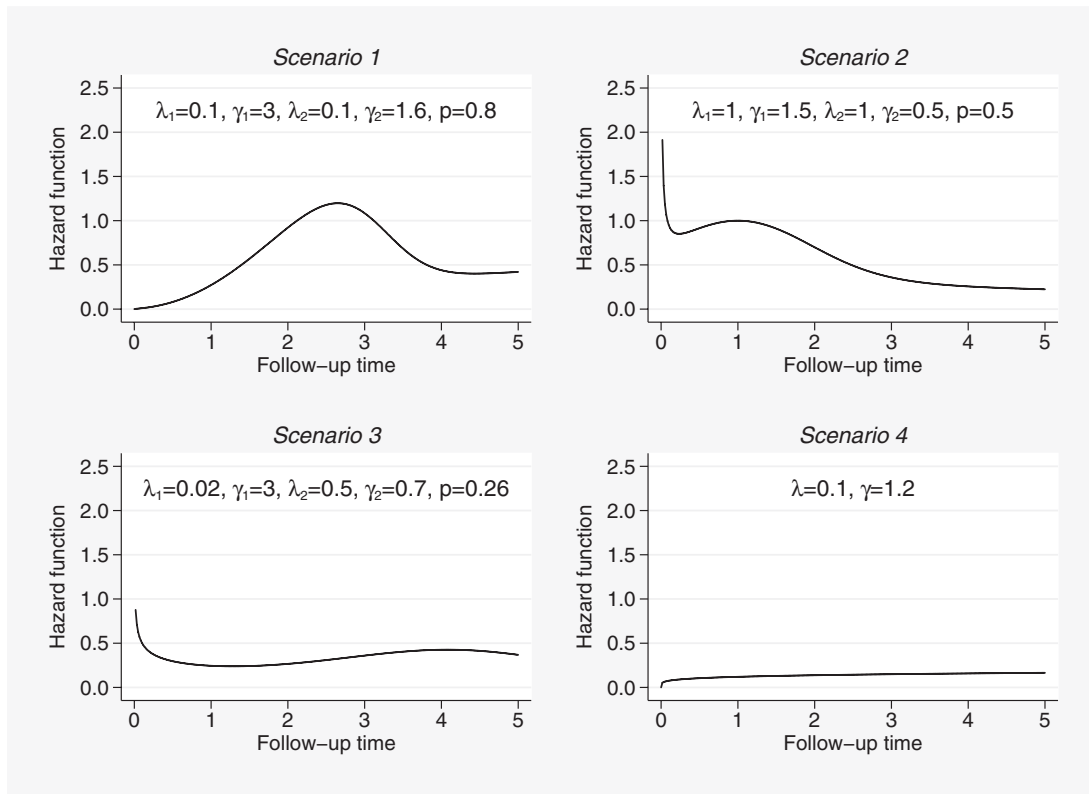 Scenario 1
λ₁=0.1, γ₁=3, λ₂=0.1, γ₂=1.6, p=0.8
Hazard function
2.5
2.0
1.5
1.0
0.5
0.0
0 1 2 3 4 5
Follow−up time
Scenario 2
λ₁=1, γ₁=1.5, λ₂=1, γ₂=0.5, p=0.5
Hazard function
2.5
2.0
1.5
1.0
0.5
0.0
0 1 2 3 4 5
Follow−up time
Scenario 3
λ₁=0.02, γ₁=3, λ₂=0.5, γ₂=0.7, p=0.26
Hazard function
2.5
2.0
1.5
1.0
0.5
0.0
0 1 2 3 4 5
Follow−up time
Scenario 4
λ=0.1, γ=1.2
Hazard function
2.5
2.0
1.5
1.0
0.5
0.0
0 1 2 3 4 5
Follow−up time